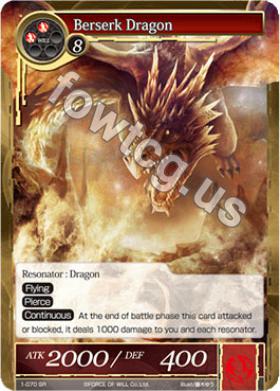 Berserk Dragon
WILL
8
fowtcg.us
Resonator : Dragon
Flying
Pierce
Continuous At the end of battle phase this card attacked
or blocked, it deals 1000 damage to you and each resonator.
1-070 SR ©FORCE OF WILL Co.Ltd. Illust/
ATK 2000 / DEF 400